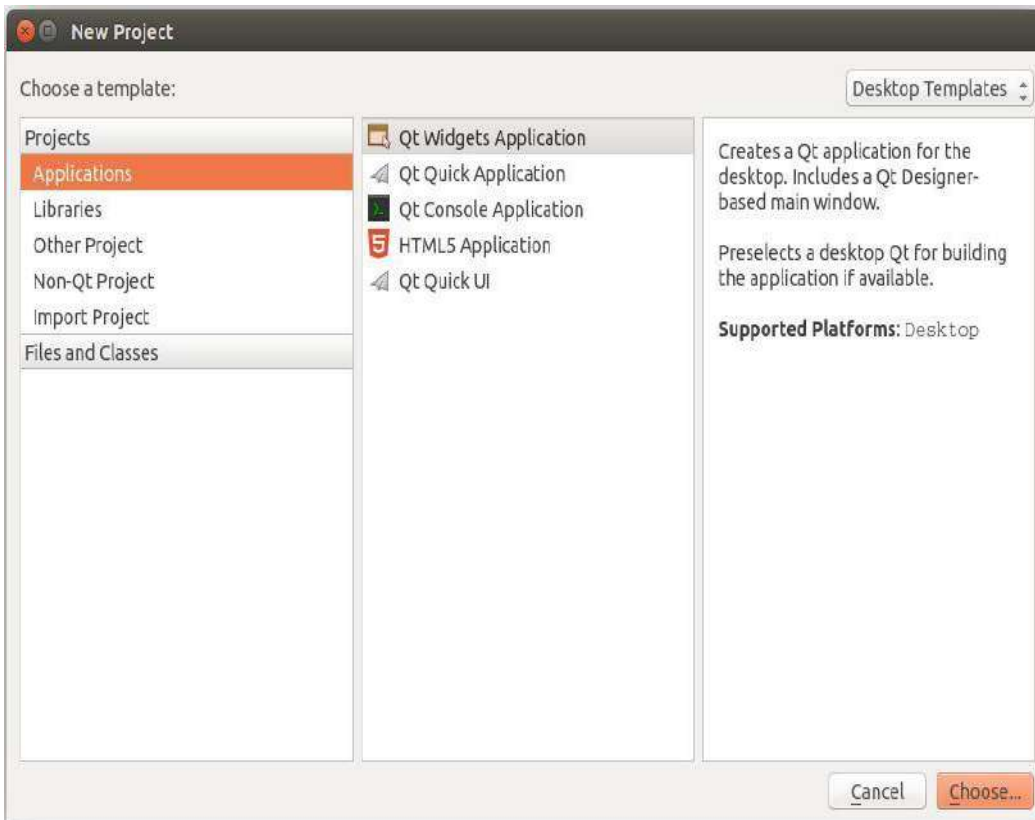 New Project
Choose a template:
Desktop Templates
Projects
Applications
Libraries
Other Project
Non-Qt Project
Import Project
Files and Classes
Qt Widgets Application
Qt Quick Application
Qt Console Application
HTML5 Application
Qt Quick UI
Creates a Qt application for the
desktop. Includes a Qt Designer-
based main window.
Preselects a desktop Qt for building
the application if available.
Supported Platforms: Desktop
Cancel
Choose...